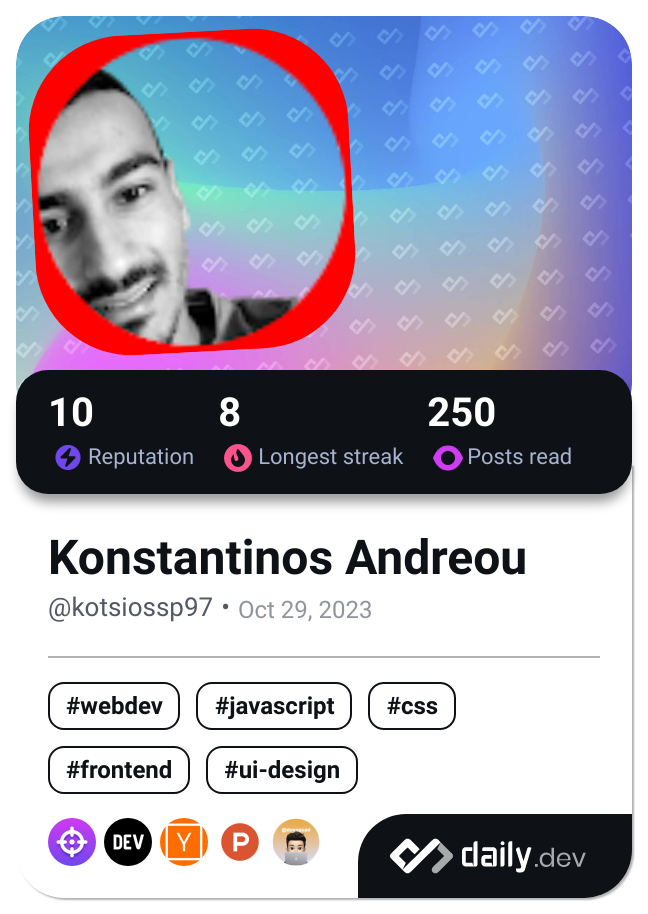 10 8 250
Reputation Longest streak Posts read
Konstantinos Andreou
@kotsiossp97 • Oct 29, 2023
#webdev #javascript #css
#frontend #ui-design
DEV Y P
daily.dev